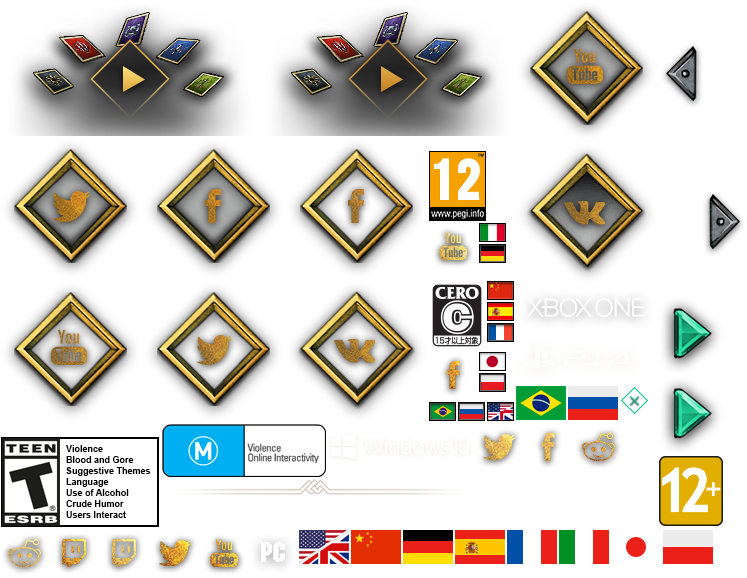 You
Tube
12
™
www.pegi.info
You
Tube
CERO
C
15才以上対象
XBOX ONE
You
Tube
PS4
TEEN
T
ESRB
Violence
Blood and Gore
Suggestive Themes
Language
Use of Alcohol
Crude Humor
Users Interact
M
Violence
Online Interactivity
Windows 10
12+
You
Tube
PC